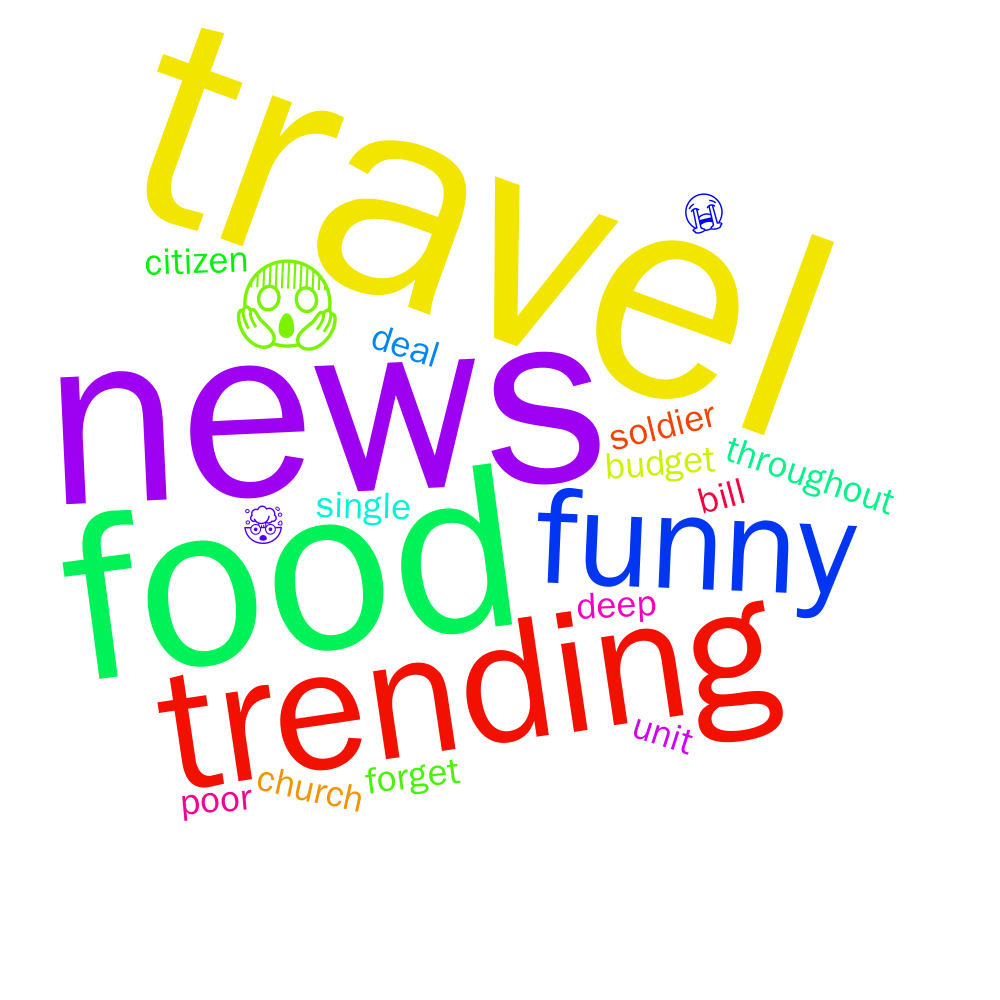 travel
😭
citizen
😱
deal
news
soldier
budget
throughout
bill
single
🤯
food
funny
deep
trending
unit
church
forget
poor